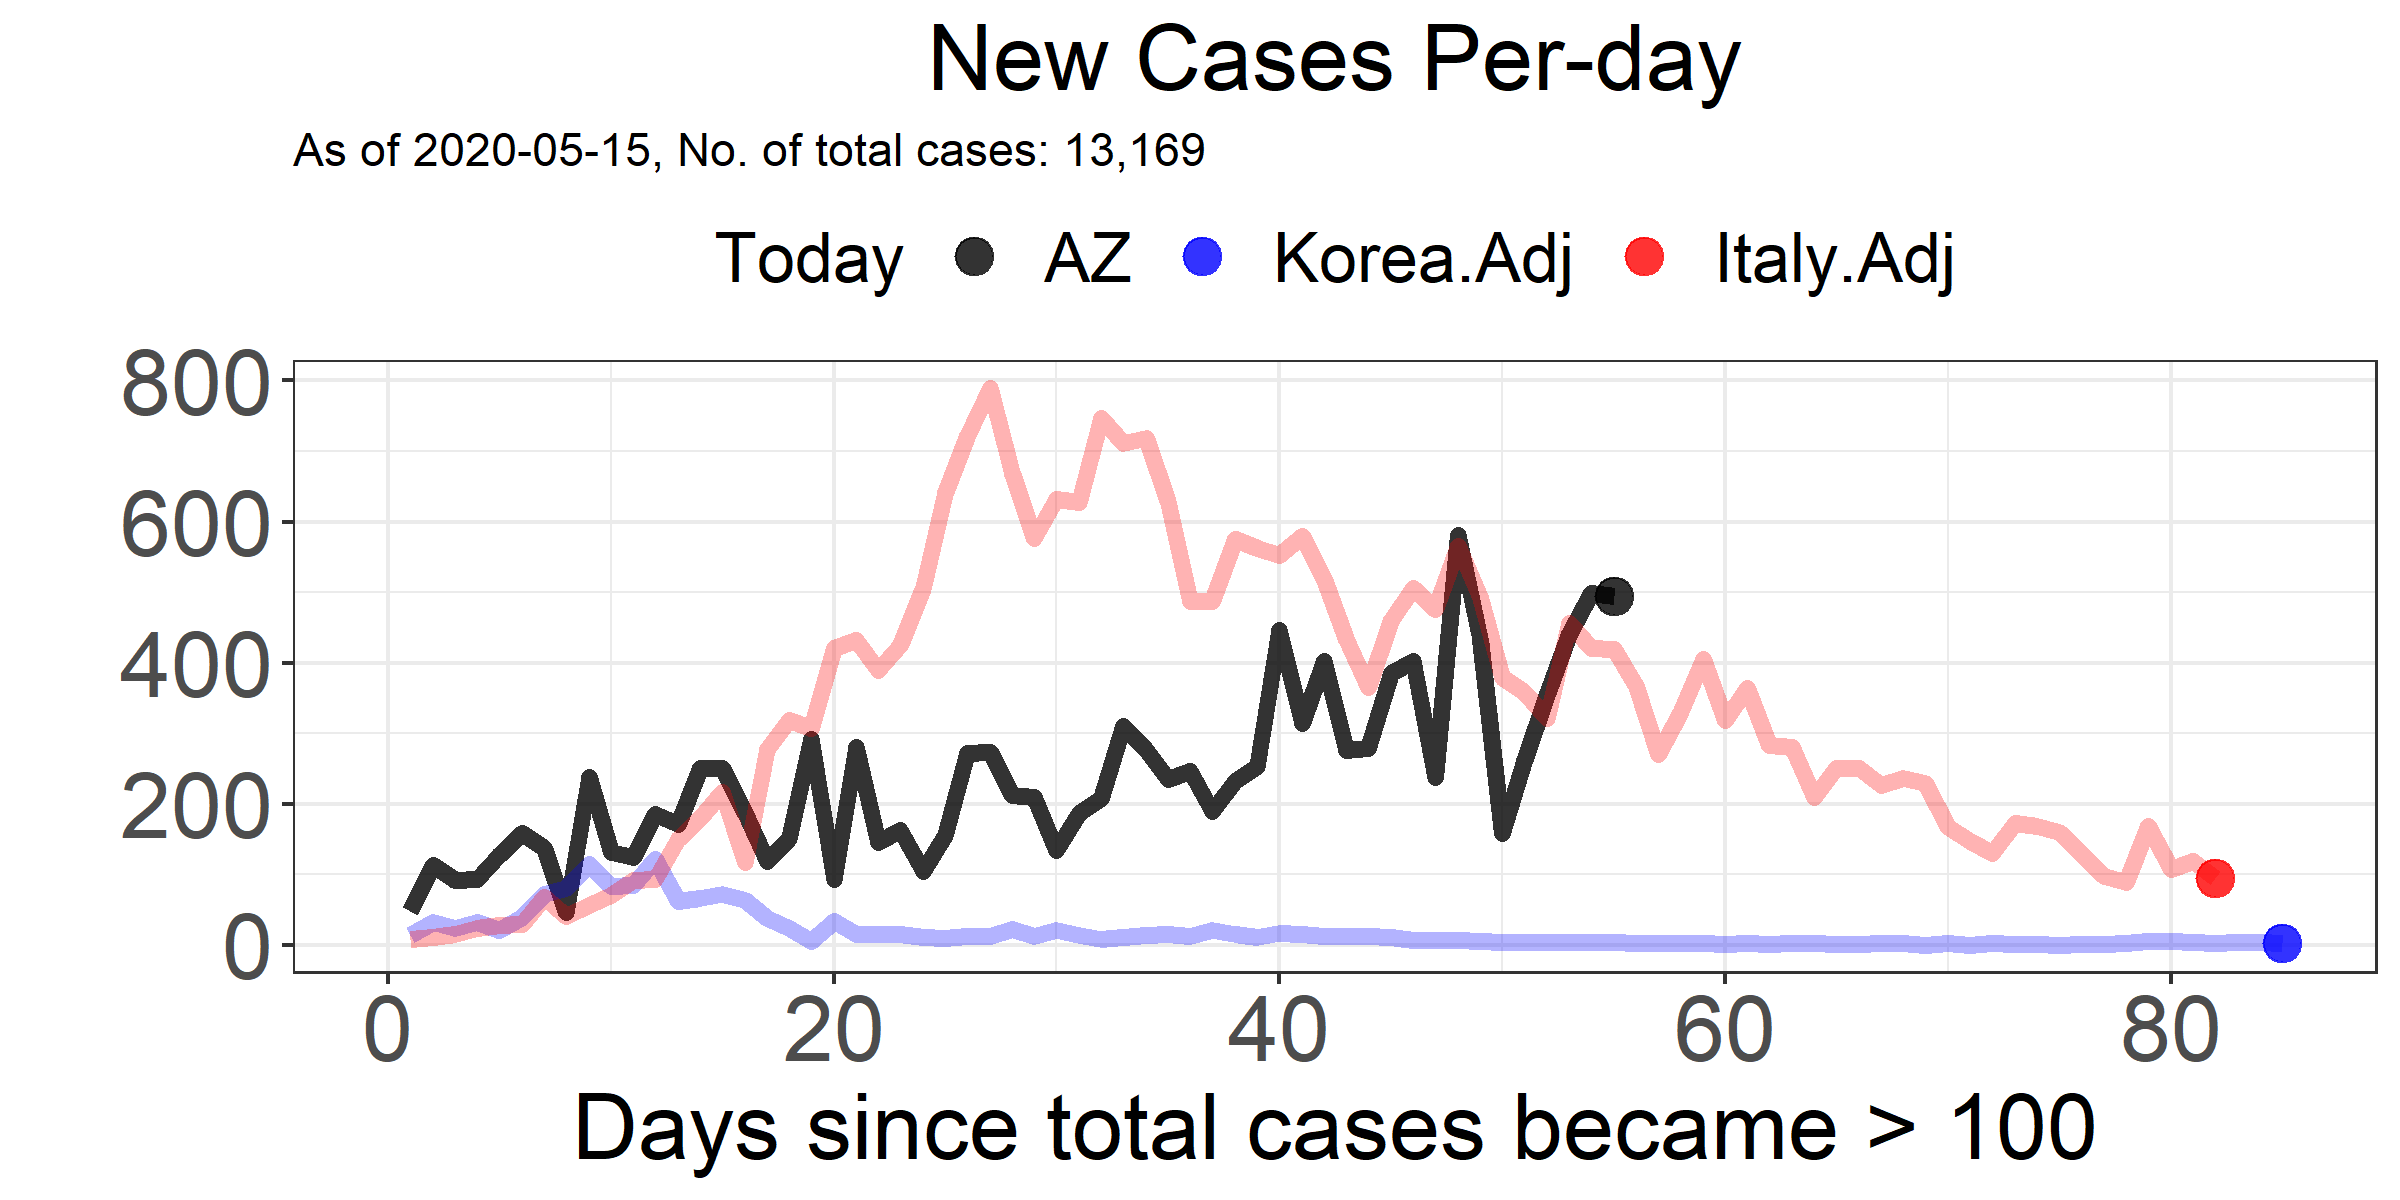 New Cases Per-day
As of 2020-05-15, No. of total cases: 13,169
Today AZ Korea.Adj Italy.Adj
800
600
400
200
0
0 20 40 60 80
Days since total cases became > 100